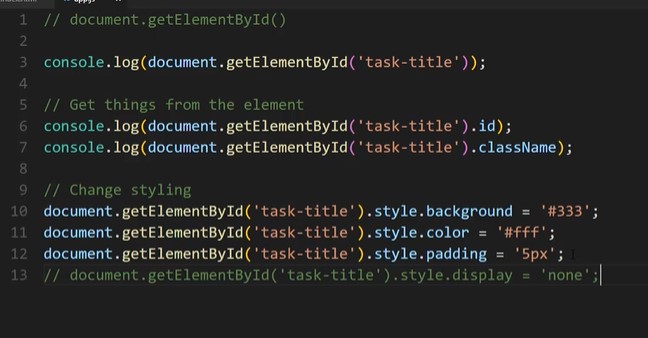 1 // document.getElementById()
2
3 console.log(document.getElementById('task-title'));
4
5 // Get things from the element
6 console.log(document.getElementById('task-title').id);
7 console.log(document.getElementById('task-title').className);
8
9 // Change styling
10 document.getElementById('task-title').style.background = '#333';
11 document.getElementById('task-title').style.color = '#fff';
12 document.getElementById('task-title').style.padding = '5px';
13 // document.getElementById('task-title').style.display = 'none';